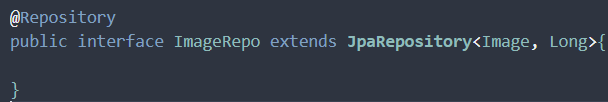 @Repository
public interface ImageRepo extends JpaRepository<Image, Long>{
}